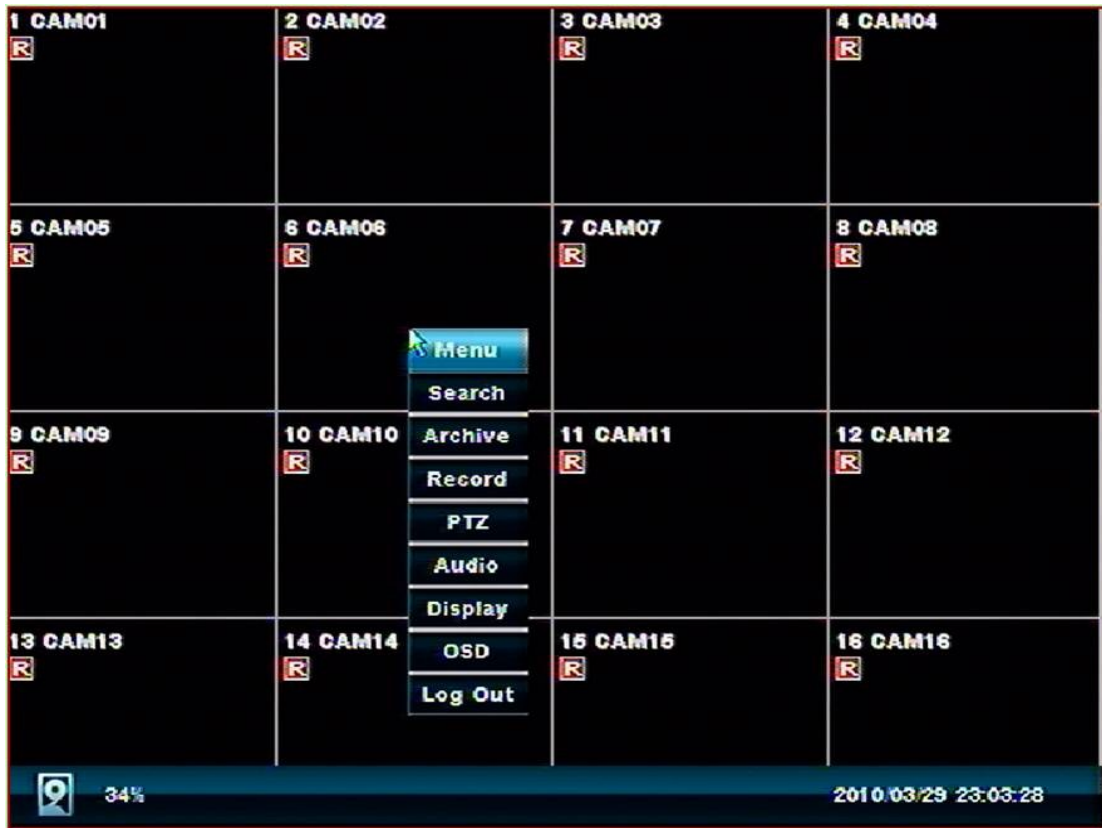 1 CAM01
2 CAM02
3 CAM03
4 CAM04
R
R
R
R
5 CAM05
6 CAM06
7 CAM07
8 CAM08
R
R
R
R
Menu
Search
Archive
Record
PTZ
Audio
Display
OSD
Log Out
9 CAM09
10 CAM10
11 CAM11
12 CAM12
R
R
R
R
13 CAM13
14 CAM14
15 CAM15
16 CAM16
R
R
R
R
34%
2010/03/29 23:03:28